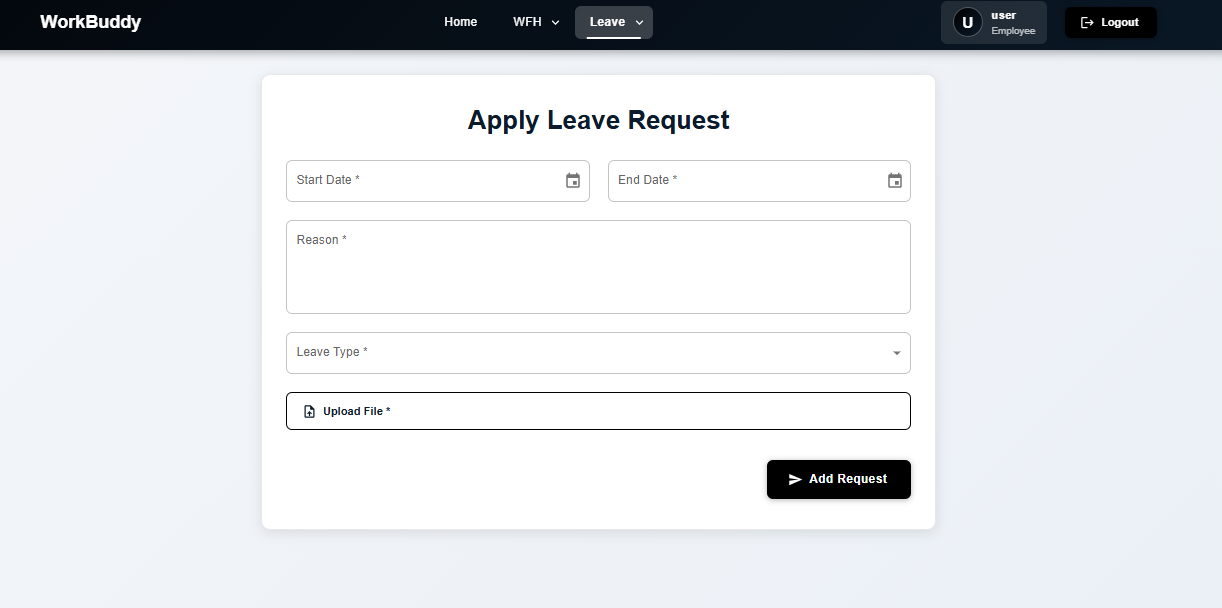 WorkBuddy
Home
WFH
Leave
U
user
Employee
Logout
Apply Leave Request
Start Date *
End Date *
Reason *
Leave Type *
Upload File *
Add Request